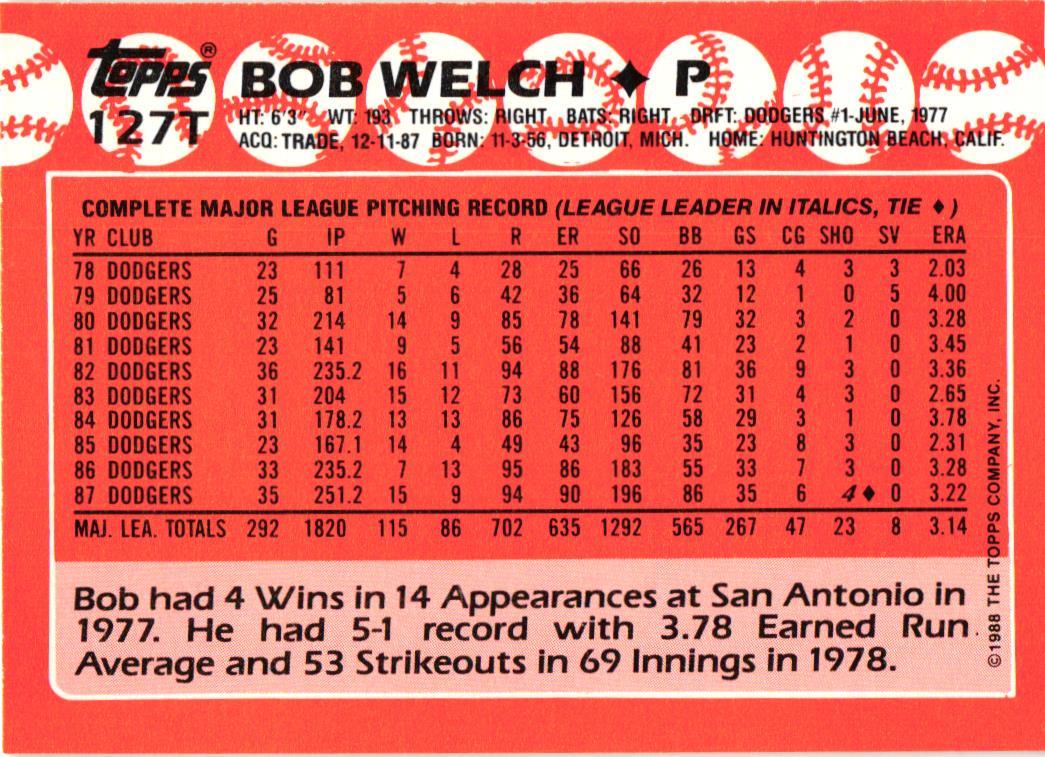 Topps®
BOB WELCH ♦ P
127T
HT: 6'3" WT: 193 THROWS: RIGHT BATS: RIGHT DRFT: DODGERS #1-JUNE, 1977
ACQ: TRADE, 12-11-87 BORN: 11-3-56, DETROIT, MICH. HOME: HUNTINGTON BEACH, CALIF.
COMPLETE MAJOR LEAGUE PITCHING RECORD (LEAGUE LEADER IN ITALICS, TIE ♦)
YR CLUB G IP W L R ER SO BB GS CG SHO SV ERA
78 DODGERS 23 111 7 4 28 25 66 26 13 4 3 3 2.03
79 DODGERS 25 81 5 6 42 36 64 32 12 1 0 5 4.00
80 DODGERS 32 214 14 9 85 78 141 79 32 3 2 0 3.28
81 DODGERS 23 141 9 5 56 54 88 41 23 2 1 0 3.45
82 DODGERS 36 235.2 16 11 94 88 176 81 36 9 3 0 3.36
83 DODGERS 31 204 15 12 73 60 156 72 31 4 3 0 2.65
84 DODGERS 31 178.2 13 13 86 75 126 58 29 3 1 0 3.78
85 DODGERS 23 167.1 14 4 49 43 96 35 23 8 3 0 2.31
86 DODGERS 33 235.2 7 13 95 86 183 55 33 7 3 0 3.28
87 DODGERS 35 251.2 15 9 94 90 196 86 35 6 4♦ 0 3.22
MAJ. LEA. TOTALS 292 1820 115 86 702 635 1292 565 267 47 23 8 3.14
Bob had 4 Wins in 14 Appearances at San Antonio in
1977. He had 5-1 record with 3.78 Earned Run
Average and 53 Strikeouts in 69 Innings in 1978.
©1988 THE TOPPS COMPANY, INC.